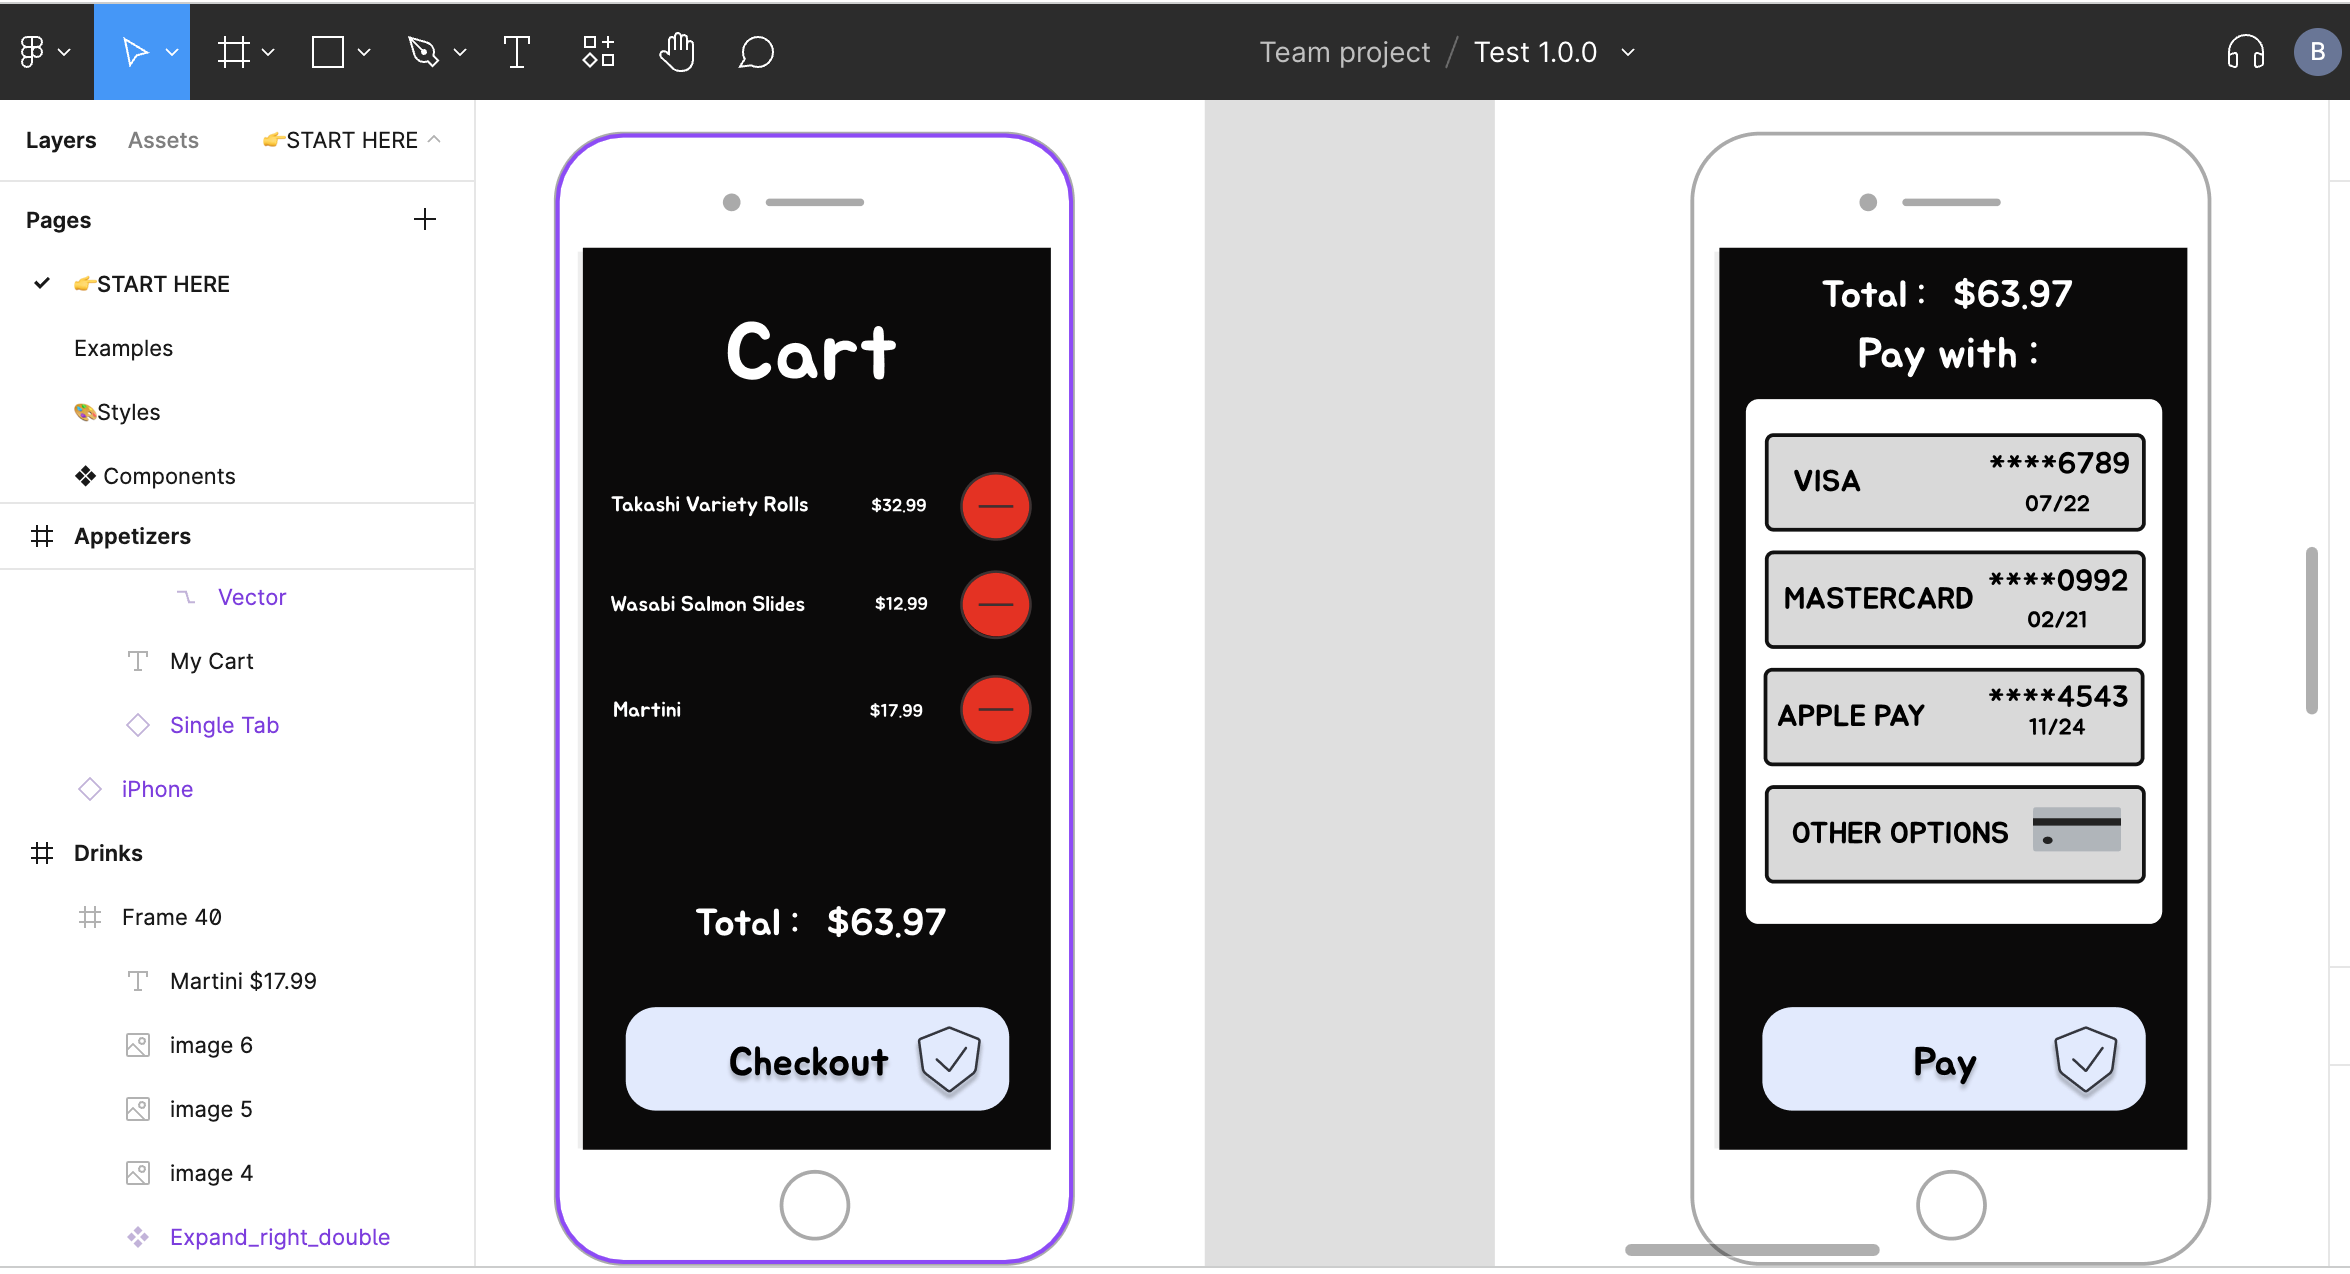 Team project / Test 1.0.0
B
Layers Assets 👉START HERE
Pages
👉START HERE
Examples
🎨Styles
❖ Components
Appetizers
Vector
My Cart
Single Tab
iPhone
Drinks
Frame 40
Martini $17.99
image 6
image 5
image 4
Expand_right_double
Cart
Takashi Variety Rolls $32.99
Wasabi Salmon Slides $12.99
Martini $17.99
Total : $63.97
Checkout
Total : $63.97
Pay with :
VISA ****6789
07/22
MASTERCARD ****0992
02/21
APPLE PAY ****4543
11/24
OTHER OPTIONS
Pay